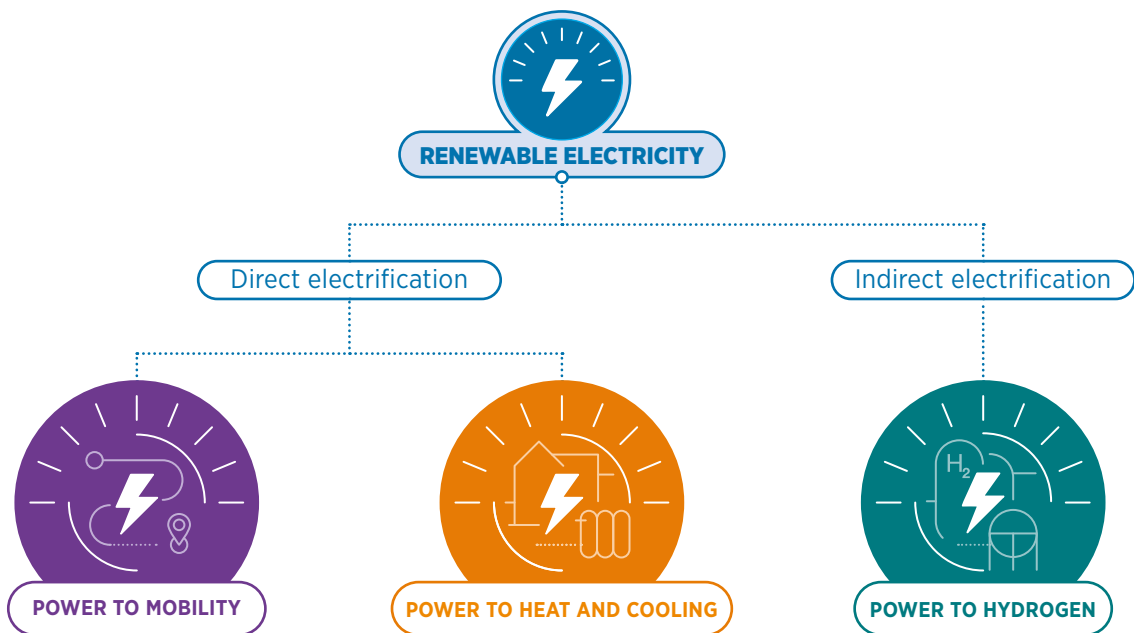 RENEWABLE ELECTRICITY
Direct electrification
Indirect electrification
H₂
POWER TO MOBILITY
POWER TO HEAT AND COOLING
POWER TO HYDROGEN